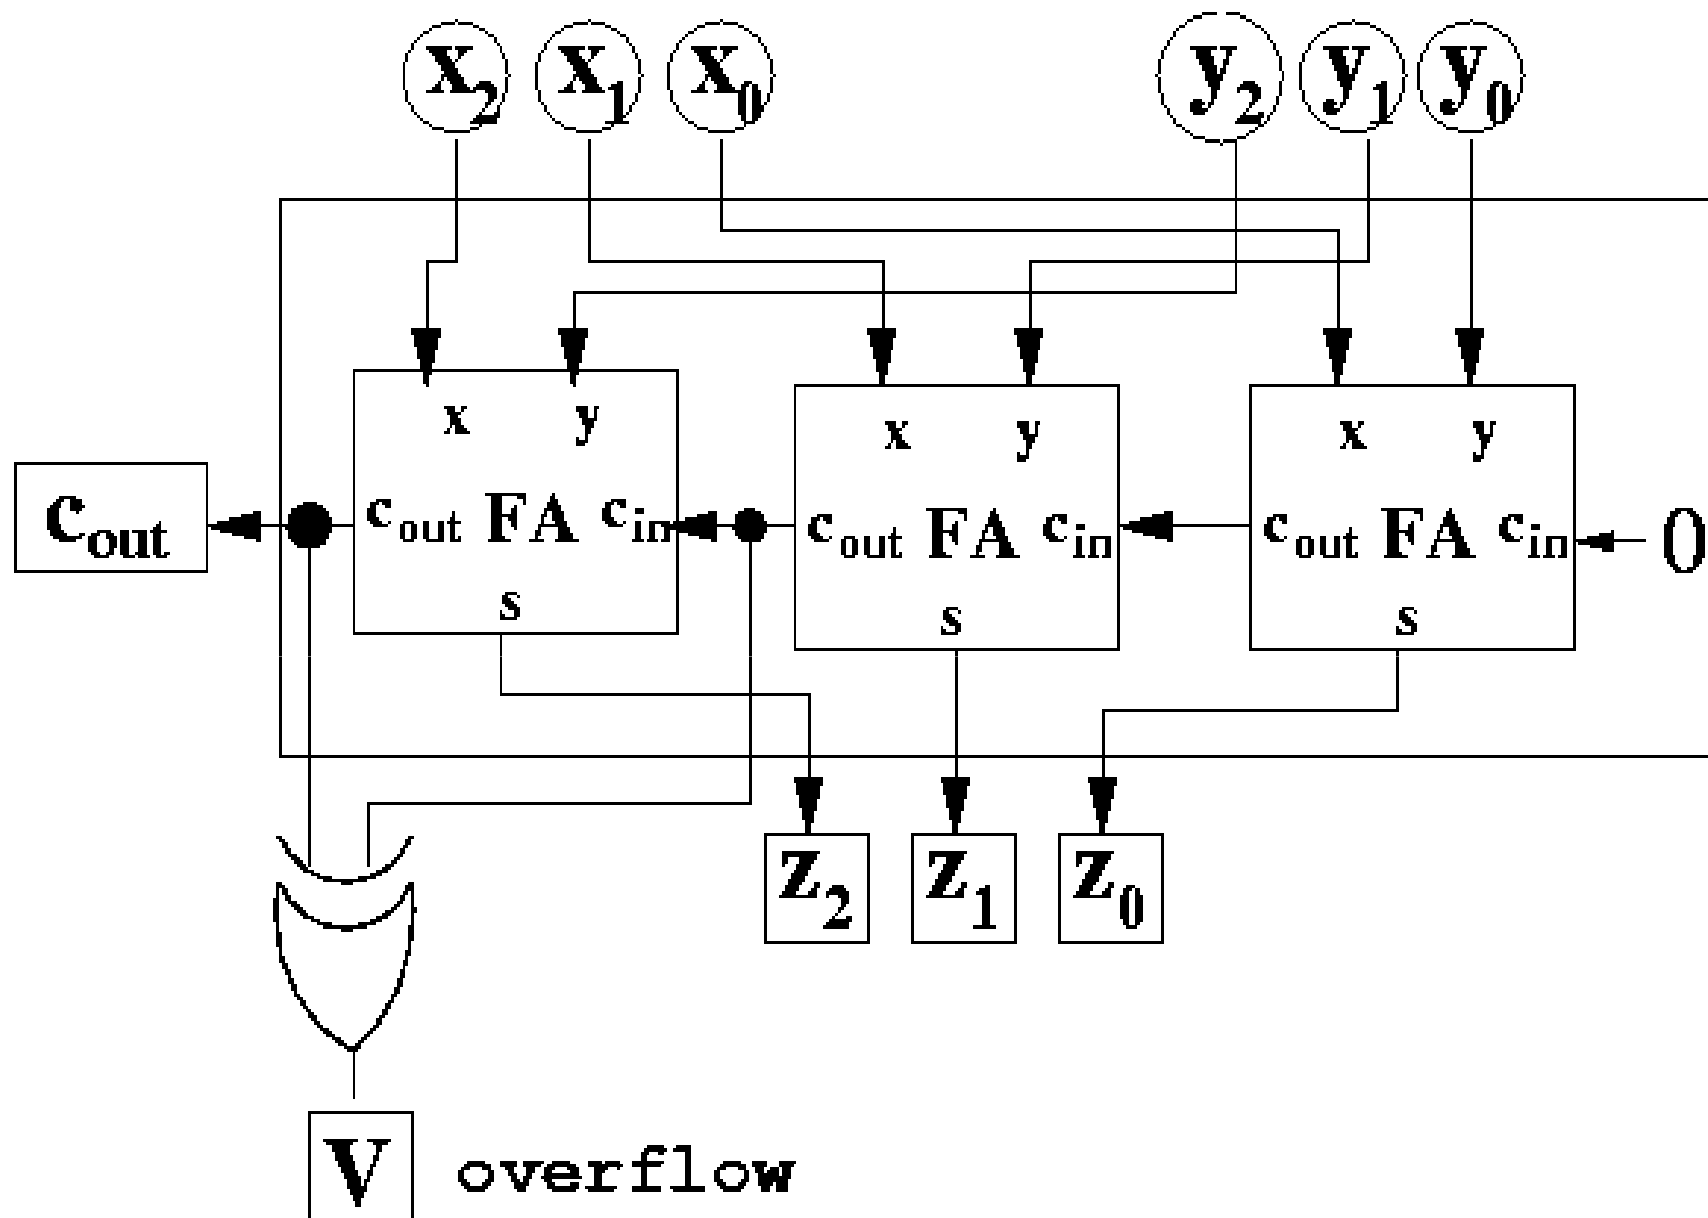 x2 x1 x0 y2 y1 y0
x y
x y
x y
cout
cout FA cin
cout FA cin
cout FA cin
0
s
s
s
z2 z1 z0
V overflow